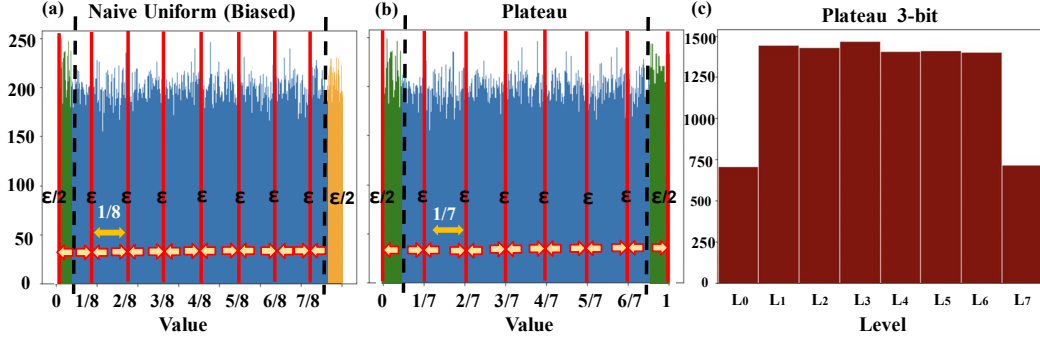 (a) Naive Uniform (Biased)
250
200
150
100
50
0
ε/2 ε ε ε ε ε ε ε ε/2
1/8
0 1/8 2/8 3/8 4/8 5/8 6/8 7/8
Value
(b) Plateau
ε/2 ε ε ε ε ε ε ε/2
1/7
0 1/7 2/7 3/7 4/7 5/7 6/7 1
Value
(c) Plateau 3-bit
1500
1250
1000
750
500
1450
0
L0 L1 L2 L3 L4 L5 L6 L7
Level